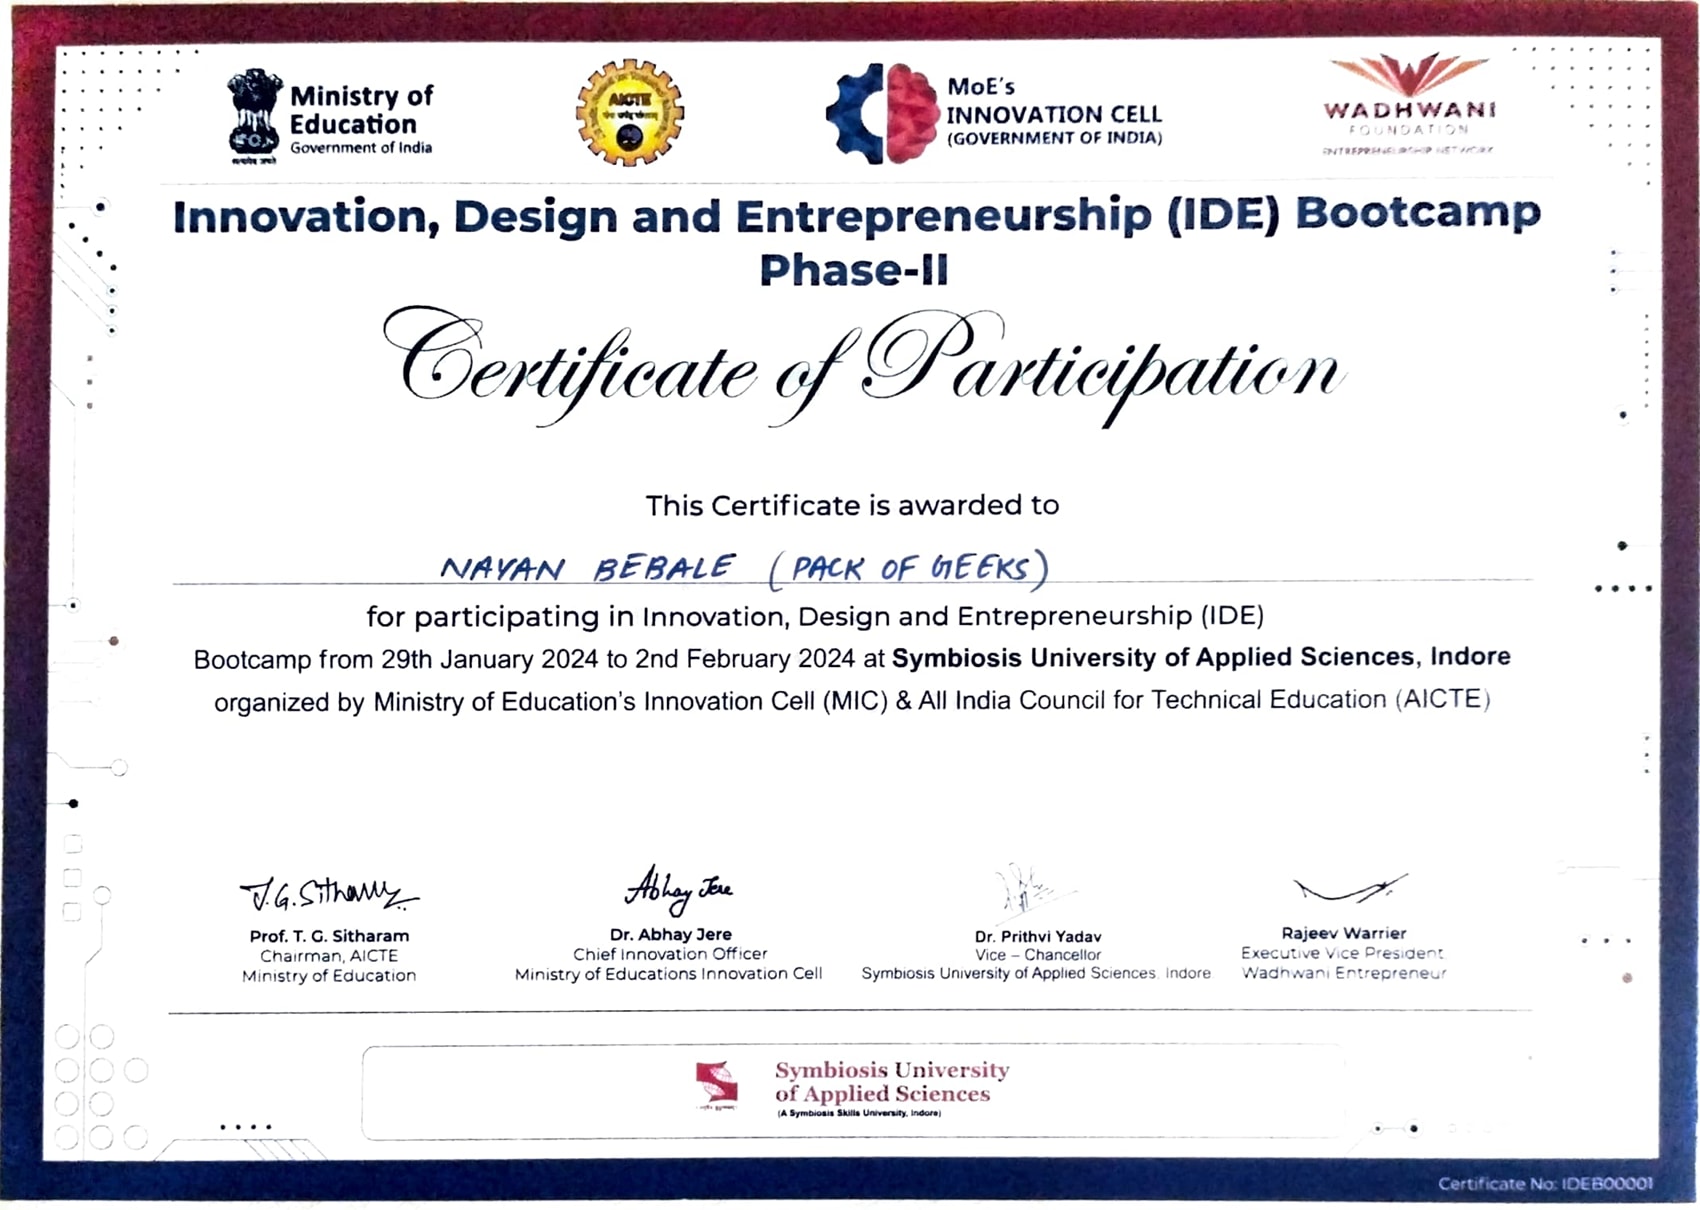 Ministry of
Education
Government of India
सत्यमेव जयते
AICTE
MoE's
INNOVATION CELL
(GOVERNMENT OF INDIA)
WADHWANI
FOUNDATION
ENTREPRENEURSHIP NETWORK
Innovation, Design and Entrepreneurship (IDE) Bootcamp
Phase-II
Certificate of Participation
This Certificate is awarded to
NAYAN BEBALE (PACK OF GEEKS)
for participating in Innovation, Design and Entrepreneurship (IDE)
Bootcamp from 29th January 2024 to 2nd February 2024 at Symbiosis University of Applied Sciences, Indore
organized by Ministry of Education's Innovation Cell (MIC) & All India Council for Technical Education (AICTE)
T.G. Sitharam
Abhay Jere
Prof. T. G. Sitharam
Chairman, AICTE
Ministry of Education
Dr. Abhay Jere
Chief Innovation Officer
Ministry of Educations Innovation Cell
Dr. Prithvi Yadav
Vice – Chancellor
Symbiosis University of Applied Sciences, Indore
Rajeev Warrier
Executive Vice President
Wadhwani Entrepreneur
Symbiosis University
of Applied Sciences
(A Symbiosis Skills University, Indore)
Certificate No: IDEB00001